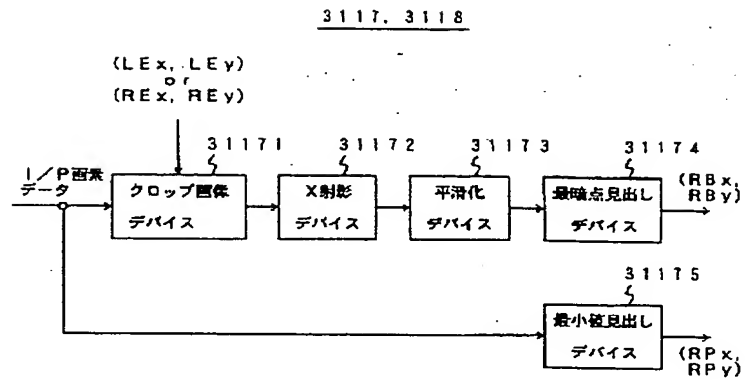 3117, 3118
(LEx, LEy)
or
(REx, REy)
31171
31172
31173
31174
I/P画素
データ
クロップ画像
デバイス
X射影
デバイス
平滑化
デバイス
最暗点見出し
デバイス
(RBx,
RBy)
31175
最小値見出し
デバイス
(RPx,
RPy)